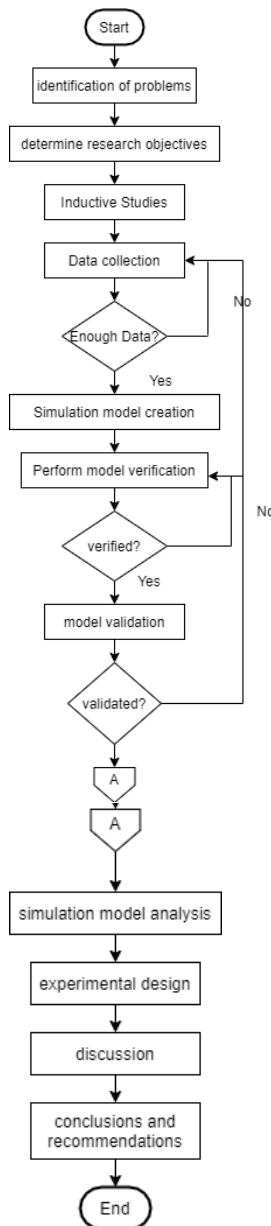 Start
identification of problems
determine research objectives
Inductive Studies
Data collection
No
Enough Data?
Yes
Simulation model creation
Perform model verification
No
verified?
Yes
model validation
validated?
A
A
simulation model analysis
experimental design
discussion
conclusions and
recommendations
End